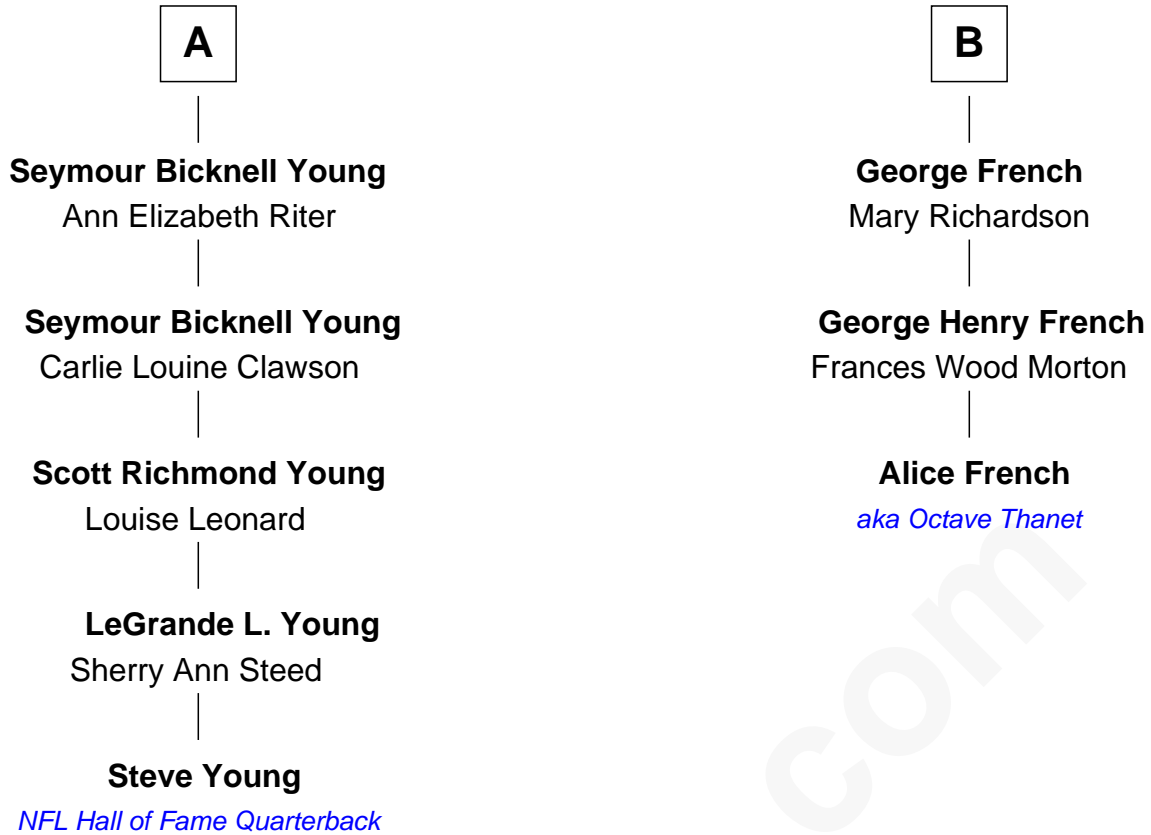 A
Seymour Bicknell Young
Ann Elizabeth Riter
Seymour Bicknell Young
Carlie Louine Clawson
Scott Richmond Young
Louise Leonard
LeGrande L. Young
Sherry Ann Steed
Steve Young
NFL Hall of Fame Quarterback
B
George French
Mary Richardson
George Henry French
Frances Wood Morton
Alice French
aka Octave Thanet
com